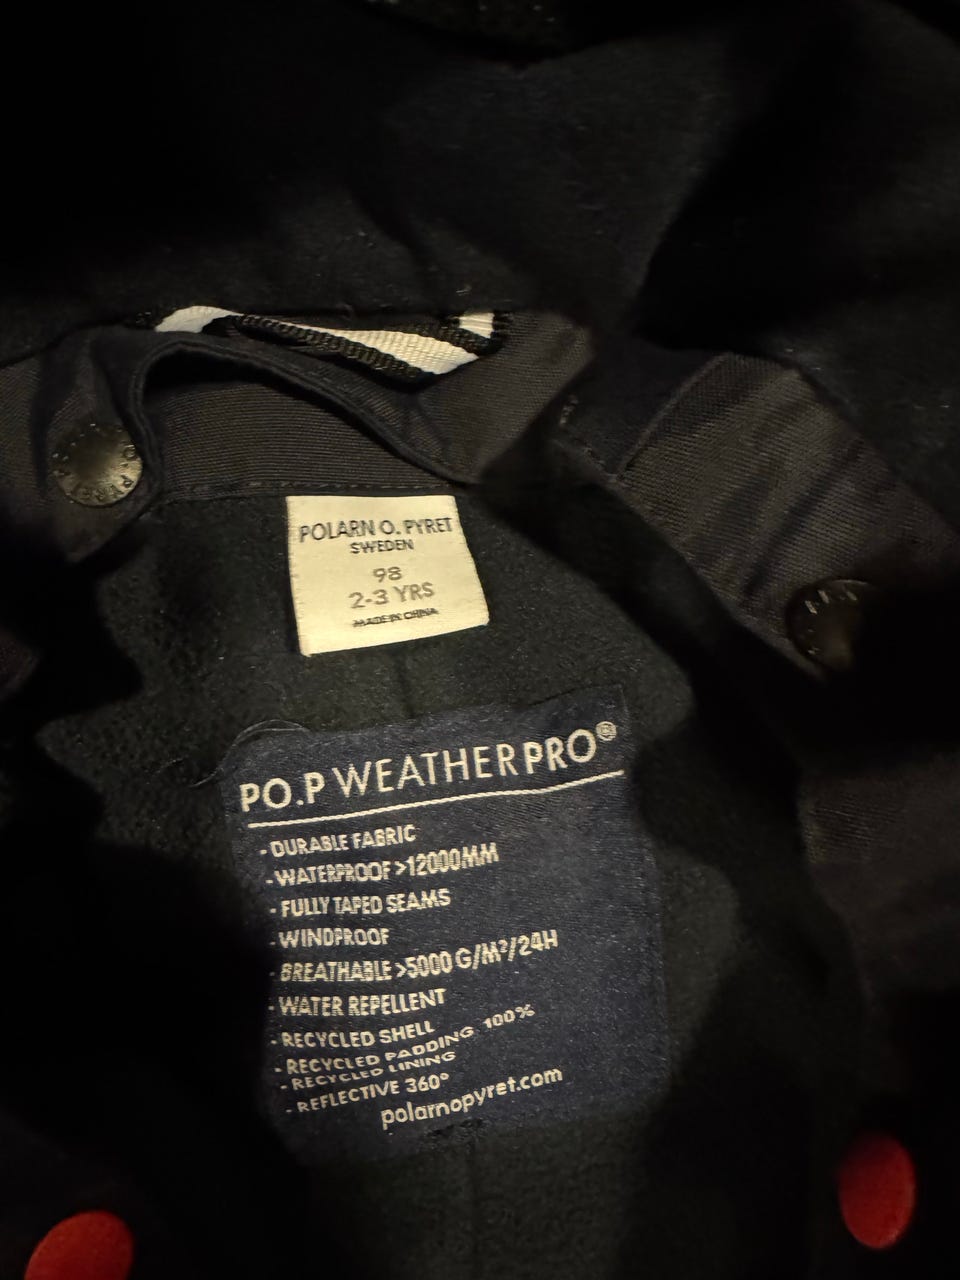 POLARN O. PYRET
SWEDEN
98
2-3 YRS
MADE IN CHINA
PO.P WEATHERPRO®
- DURABLE FABRIC
- WATERPROOF >12000MM
- FULLY TAPED SEAMS
- WINDPROOF
- BREATHABLE >5000 G/M²/24H
- WATER REPELLENT
- RECYCLED SHELL
- RECYCLED PADDING 100%
- RECYCLED LINING
- REFLECTIVE 360°
polarnopyret.com